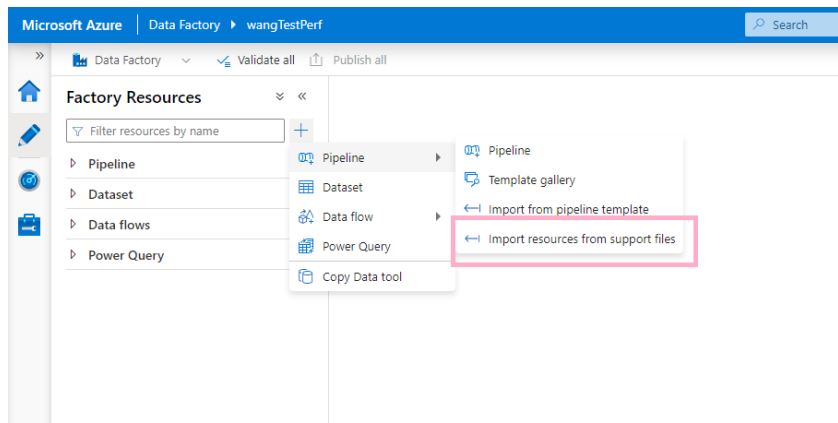 Microsoft Azure
Data Factory
wangTestPerf
Search
Data Factory
Validate all
Publish all
Factory Resources
Filter resources by name
Pipeline
Dataset
Data flows
Power Query
Pipeline
Dataset
Data flow
Power Query
Copy Data tool
Pipeline
Template gallery
Import from pipeline template
Import resources from support files